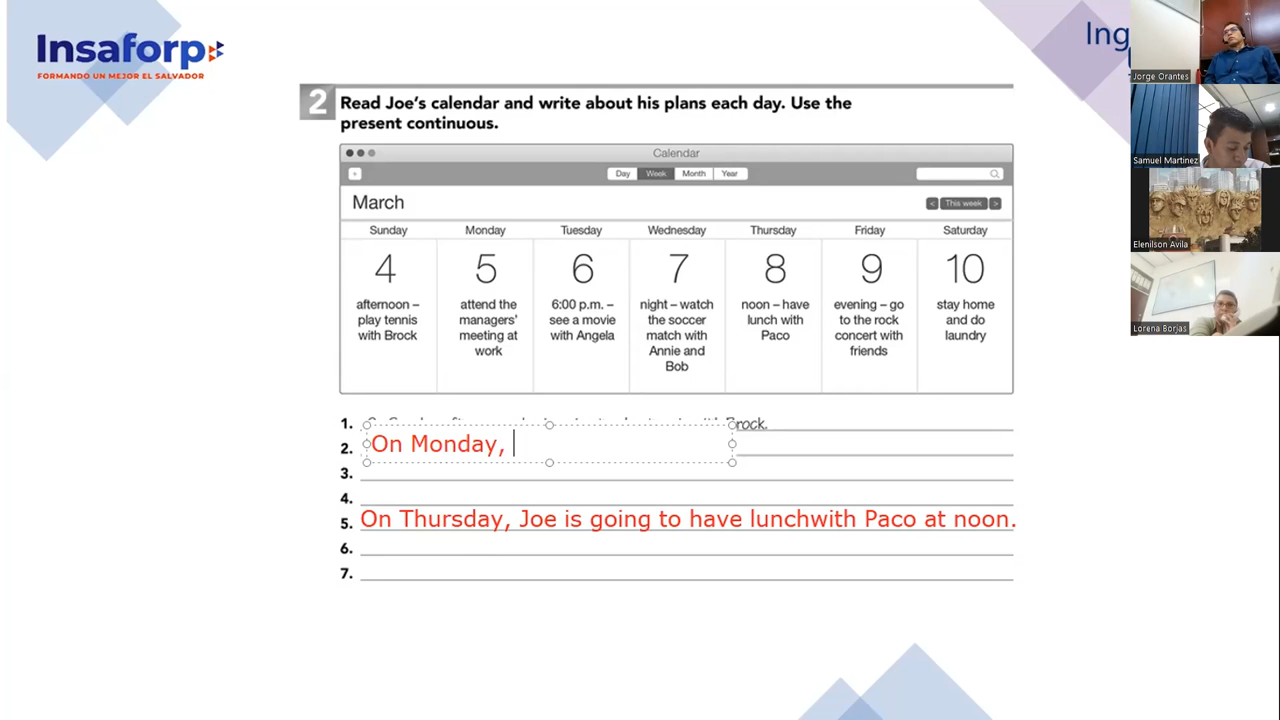 Insaforp
FORMANDO UN MEJOR EL SALVADOR
Ing
2 Read Joe's calendar and write about his plans each day. Use the
present continuous.
Calendar
Day Week Month Year
March
< This week >
Sunday Monday Tuesday Wednesday Thursday Friday Saturday
4 5 6 7 8 9 10
afternoon –
play tennis
with Brock
attend the
managers'
meeting at
work
6:00 p.m. –
see a movie
with Angela
night – watch
the soccer
match with
Annie and
Bob
noon – have
lunch with
Paco
evening – go
to the rock
concert with
friends
stay home
and do
laundry
1. Brock.
2. On Monday,
3.
4.
5. On Thursday, Joe is going to have lunchwith Paco at noon.
6.
7.
Jorge Orantes
Samuel Martinez
Elenilson Avila
Lorena Borjas